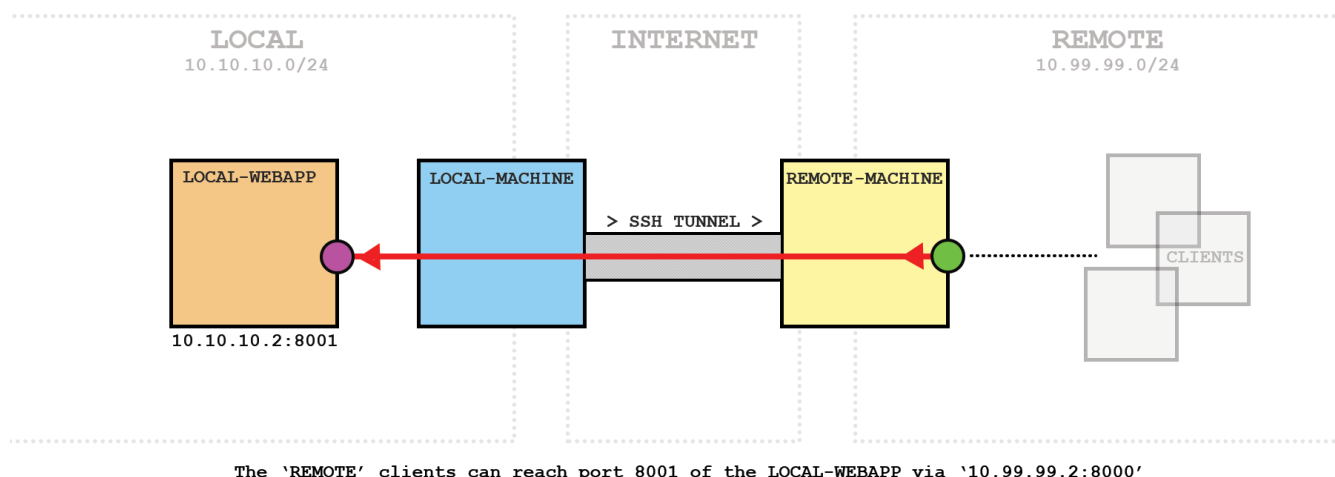 LOCAL
10.10.10.0/24
INTERNET
REMOTE
10.99.99.0/24
LOCAL-WEBAPP
LOCAL-MACHINE
> SSH TUNNEL >
REMOTE-MACHINE
CLIENTS
10.10.10.2:8001
The ‘REMOTE’ clients can reach port 8001 of the LOCAL-WEBAPP via ‘10.99.99.2:8000’